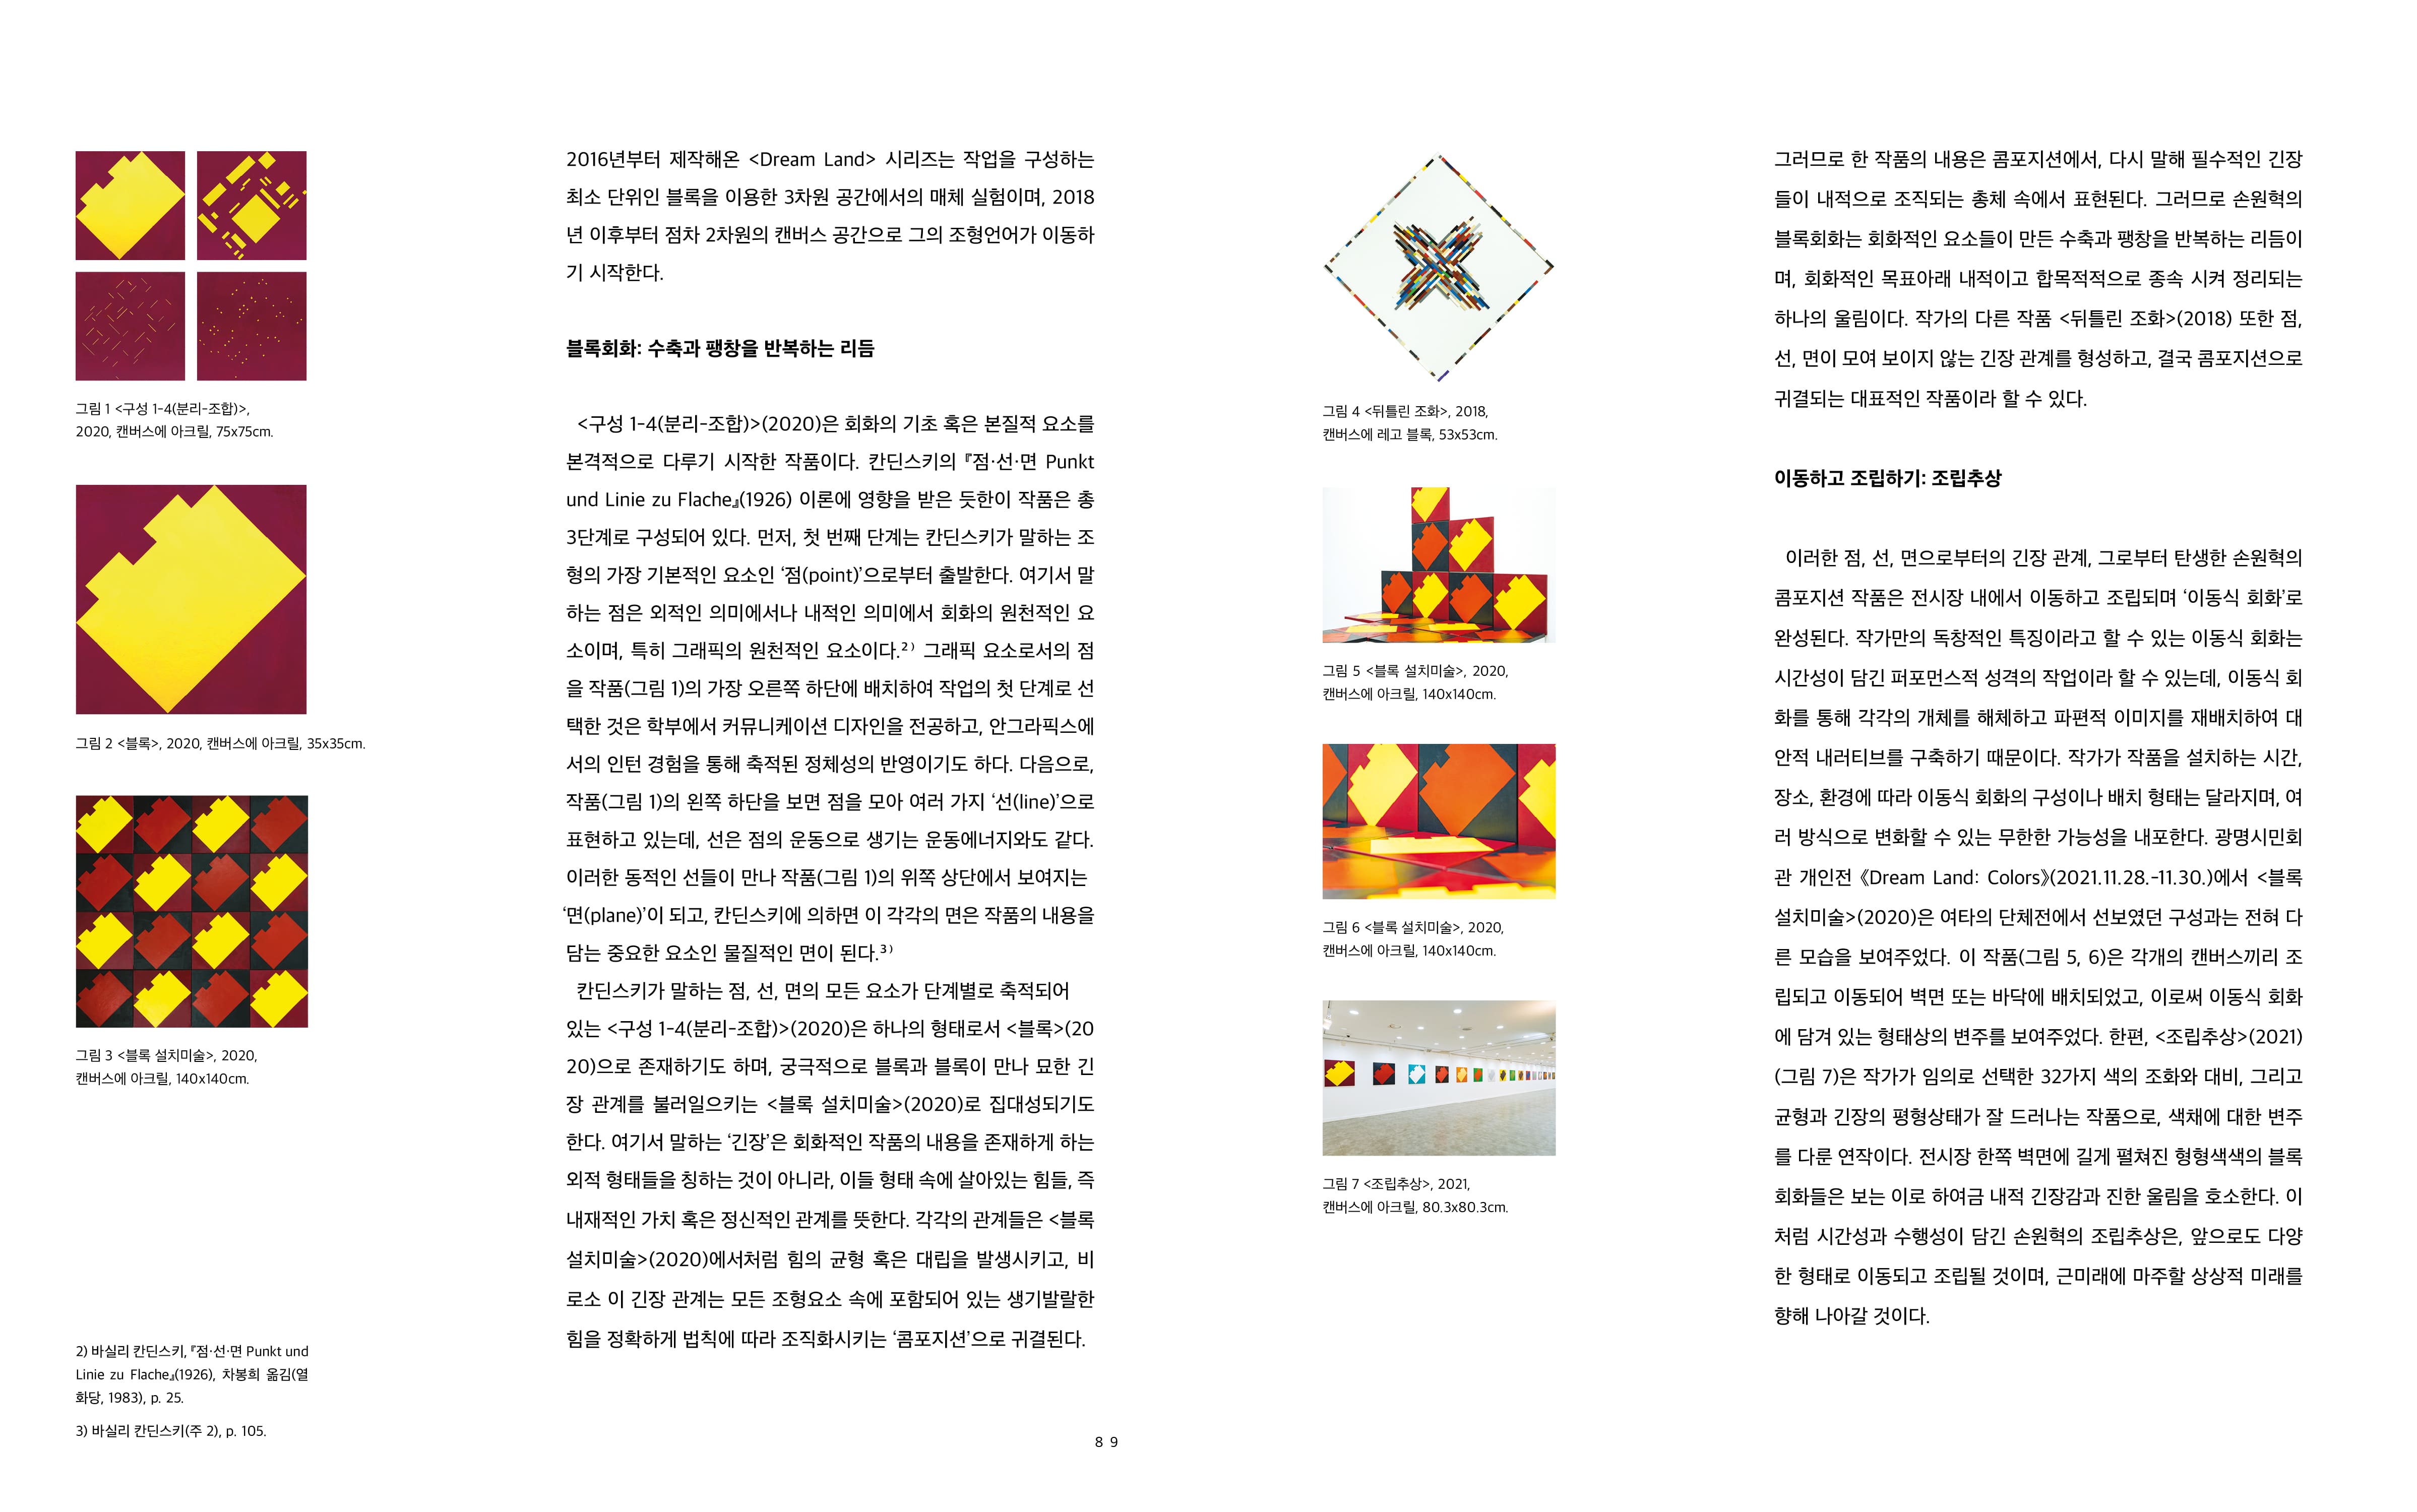 그림 1 <구성 1-4(분리-조합)>,
2020, 캔버스에 아크릴, 75x75cm.
그림 2 <블록>, 2020, 캔버스에 아크릴, 35x35cm.
그림 3 <블록 설치미술>, 2020,
캔버스에 아크릴, 140x140cm.
2) 바실리 칸딘스키, 『점·선·면 Punkt und
Linie zu Flache』(1926), 차봉희 옮김(열
화당, 1983), p. 25.
3) 바실리 칸딘스키(주 2), p. 105.
2016년부터 제작해온 <Dream Land> 시리즈는 작업을 구성하는
최소 단위인 블록을 이용한 3차원 공간에서의 매체 실험이며, 2018
년 이후부터 점차 2차원의 캔버스 공간으로 그의 조형언어가 이동하
기 시작한다.
블록회화: 수축과 팽창을 반복하는 리듬
<구성 1-4(분리-조합)>(2020)은 회화의 기초 혹은 본질적 요소를
본격적으로 다루기 시작한 작품이다. 칸딘스키의 『점·선·면 Punkt
und Linie zu Flache』(1926) 이론에 영향을 받은 듯한이 작품은 총
3단계로 구성되어 있다. 먼저, 첫 번째 단계는 칸딘스키가 말하는 조
형의 가장 기본적인 요소인 ‘점(point)’으로부터 출발한다. 여기서 말
하는 점은 외적인 의미에서나 내적인 의미에서 회화의 원천적인 요
소이며, 특히 그래픽의 원천적인 요소이다.²⁾ 그래픽 요소로서의 점
을 작품(그림 1)의 가장 오른쪽 하단에 배치하여 작업의 첫 단계로 선
택한 것은 학부에서 커뮤니케이션 디자인을 전공하고, 안그라픽스에
서의 인턴 경험을 통해 축적된 정체성의 반영이기도 하다. 다음으로,
작품(그림 1)의 왼쪽 하단을 보면 점을 모아 여러 가지 ‘선(line)’으로
표현하고 있는데, 선은 점의 운동으로 생기는 운동에너지와도 같다.
이러한 동적인 선들이 만나 작품(그림 1)의 위쪽 상단에서 보여지는
‘면(plane)’이 되고, 칸딘스키에 의하면 이 각각의 면은 작품의 내용을
담는 중요한 요소인 물질적인 면이 된다.³⁾
칸딘스키가 말하는 점, 선, 면의 모든 요소가 단계별로 축적되어
있는 <구성 1-4(분리-조합)>(2020)은 하나의 형태로서 <블록>(20
20)으로 존재하기도 하며, 궁극적으로 블록과 블록이 만나 묘한 긴
장 관계를 불러일으키는 <블록 설치미술>(2020)로 집대성되기도
한다. 여기서 말하는 ‘긴장’은 회화적인 작품의 내용을 존재하게 하는
외적 형태들을 칭하는 것이 아니라, 이들 형태 속에 살아있는 힘들, 즉
내재적인 가치 혹은 정신적인 관계를 뜻한다. 각각의 관계들은 <블록
설치미술>(2020)에서처럼 힘의 균형 혹은 대립을 발생시키고, 비
로소 이 긴장 관계는 모든 조형요소 속에 포함되어 있는 생기발랄한
힘을 정확하게 법칙에 따라 조직화시키는 ‘콤포지션’으로 귀결된다.
8 9
그림 4 <뒤틀린 조화>, 2018,
캔버스에 레고 블록, 53x53cm.
그림 5 <블록 설치미술>, 2020,
캔버스에 아크릴, 140x140cm.
그림 6 <블록 설치미술>, 2020,
캔버스에 아크릴, 140x140cm.
그림 7 <조립추상>, 2021,
캔버스에 아크릴, 80.3x80.3cm.
그러므로 한 작품의 내용은 콤포지션에서, 다시 말해 필수적인 긴장
들이 내적으로 조직되는 총체 속에서 표현된다. 그러므로 손원혁의
블록회화는 회화적인 요소들이 만든 수축과 팽창을 반복하는 리듬이
며, 회화적인 목표아래 내적이고 합목적적으로 종속 시켜 정리되는
하나의 울림이다. 작가의 다른 작품 <뒤틀린 조화>(2018) 또한 점,
선, 면이 모여 보이지 않는 긴장 관계를 형성하고, 결국 콤포지션으로
귀결되는 대표적인 작품이라 할 수 있다.
이동하고 조립하기: 조립추상
이러한 점, 선, 면으로부터의 긴장 관계, 그로부터 탄생한 손원혁의
콤포지션 작품은 전시장 내에서 이동하고 조립되며 ‘이동식 회화’로
완성된다. 작가만의 독창적인 특징이라고 할 수 있는 이동식 회화는
시간성이 담긴 퍼포먼스적 성격의 작업이라 할 수 있는데, 이동식 회
화를 통해 각각의 개체를 해체하고 파편적 이미지를 재배치하여 대
안적 내러티브를 구축하기 때문이다. 작가가 작품을 설치하는 시간,
장소, 환경에 따라 이동식 회화의 구성이나 배치 형태는 달라지며, 여
러 방식으로 변화할 수 있는 무한한 가능성을 내포한다. 광명시민회
관 개인전 《Dream Land: Colors》(2021.11.28.-11.30.)에서 <블록
설치미술>(2020)은 여타의 단체전에서 선보였던 구성과는 전혀 다
른 모습을 보여주었다. 이 작품(그림 5, 6)은 각개의 캔버스끼리 조
립되고 이동되어 벽면 또는 바닥에 배치되었고, 이로써 이동식 회화
에 담겨 있는 형태상의 변주를 보여주었다. 한편, <조립추상>(2021)
(그림 7)은 작가가 임의로 선택한 32가지 색의 조화와 대비, 그리고
균형과 긴장의 평형상태가 잘 드러나는 작품으로, 색채에 대한 변주
를 다룬 연작이다. 전시장 한쪽 벽면에 길게 펼쳐진 형형색색의 블록
회화들은 보는 이로 하여금 내적 긴장감과 진한 울림을 호소한다. 이
처럼 시간성과 수행성이 담긴 손원혁의 조립추상은, 앞으로도 다양
한 형태로 이동되고 조립될 것이며, 근미래에 마주할 상상적 미래를
향해 나아갈 것이다.